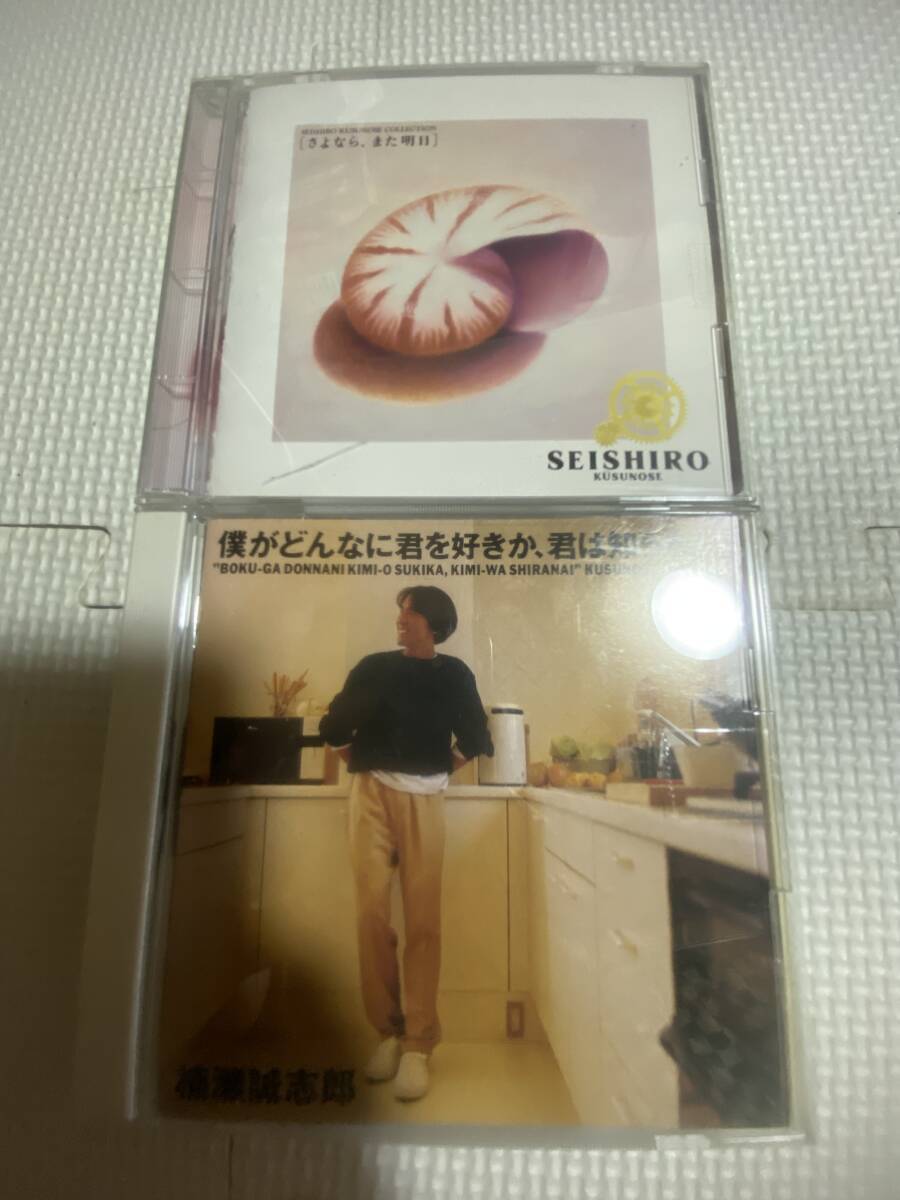 SEISHIRO KUSUNOSE COLLECTION
[さよなら、また明日]
SEISHIRO
KUSUNOSE
僕がどんなに君を好きか、君は知
"BOKU-GA DONNANI KIMI-O SUKIKA, KIMI-WA SHIRANAI"
楠瀬誠志郎